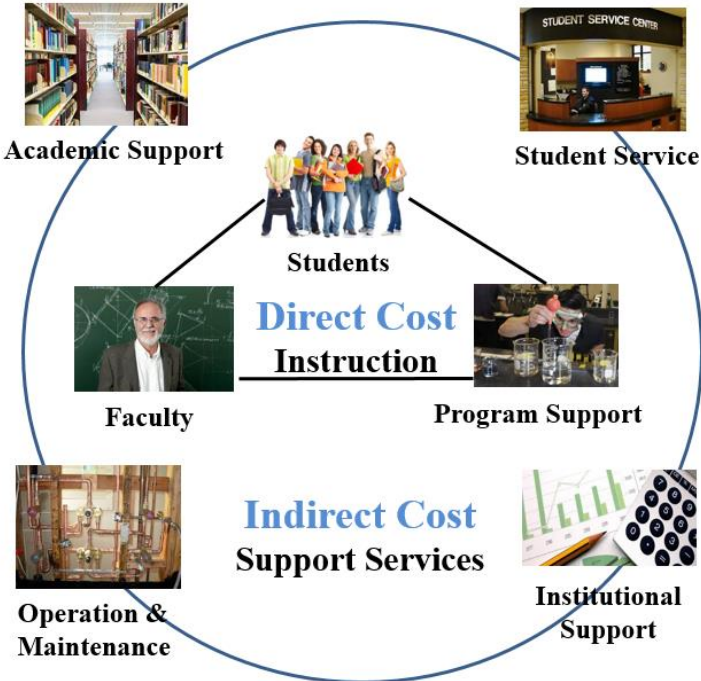 STUDENT SERVICE CENTER
Academic Support
Student Service
Students
Direct Cost
Instruction
Faculty
Program Support
Indirect Cost
Support Services
Operation &
Maintenance
Institutional
Support